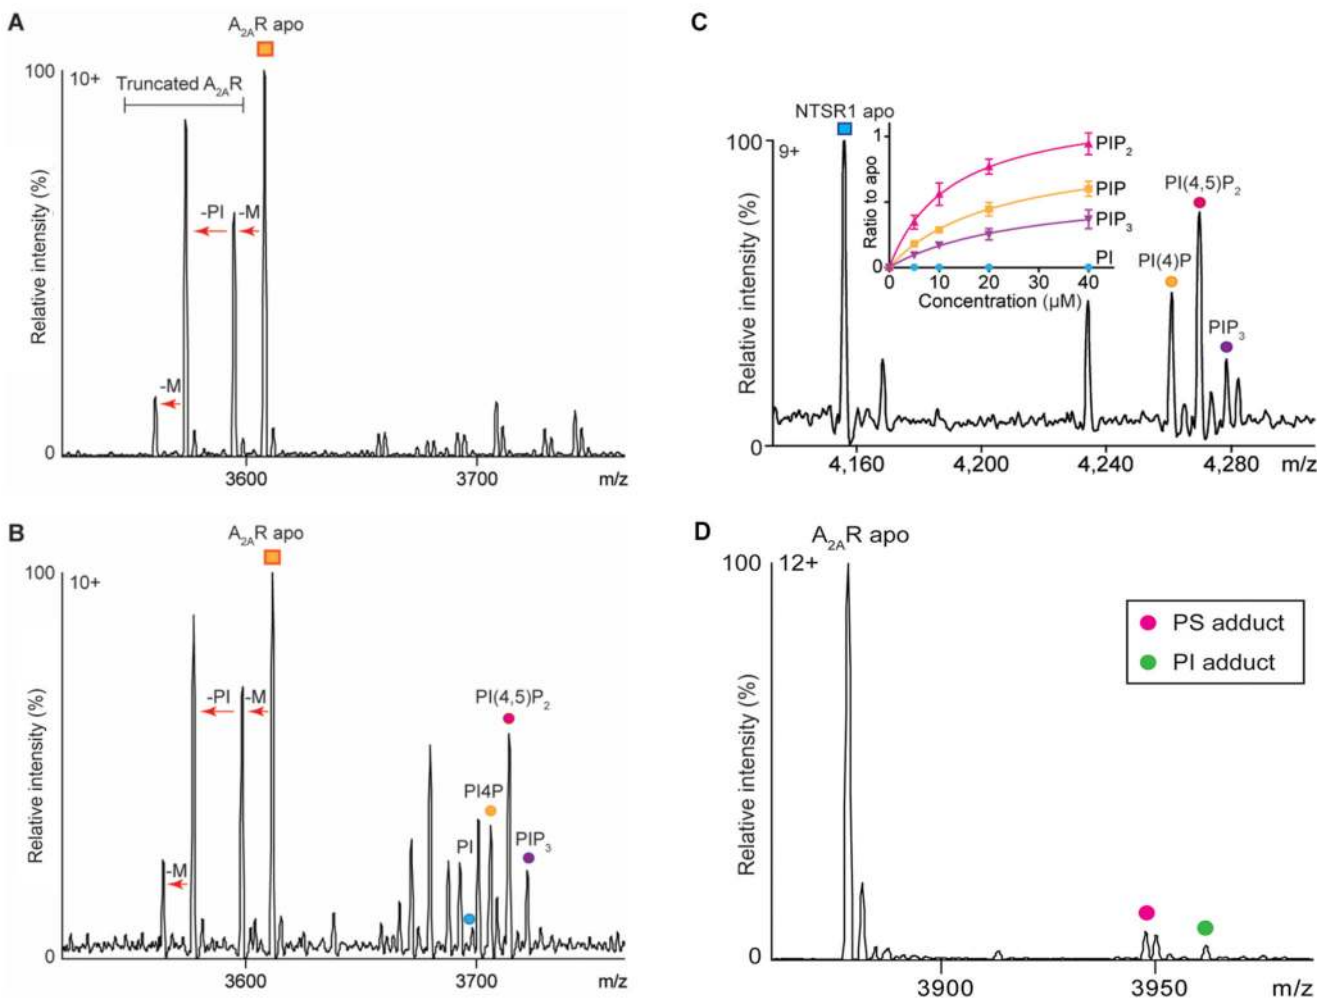 A
A2AR apo
100
10+
Truncated A2AR
-PI
-M
-M
Relative intensity (%)
0
3600
3700
m/z
B
A2AR apo
100
10+
-PI
-M
-M
PI(4,5)P2
PI4P
PI
PIP3
Relative intensity (%)
0
3600
3700
m/z
C
NTSR1 apo
100
9+
1
Ratio to apo
0
PIP2
PIP
PIP3
PI
0
10
20
30
40
Concentration (µM)
PI(4,5)P2
PI(4)P
PIP3
Relative intensity (%)
0
4,160
4,200
4,240
4,280
m/z
D
A2AR apo
100
12+
PS adduct
PI adduct
Relative intensity (%)
0
3900
3950
m/z